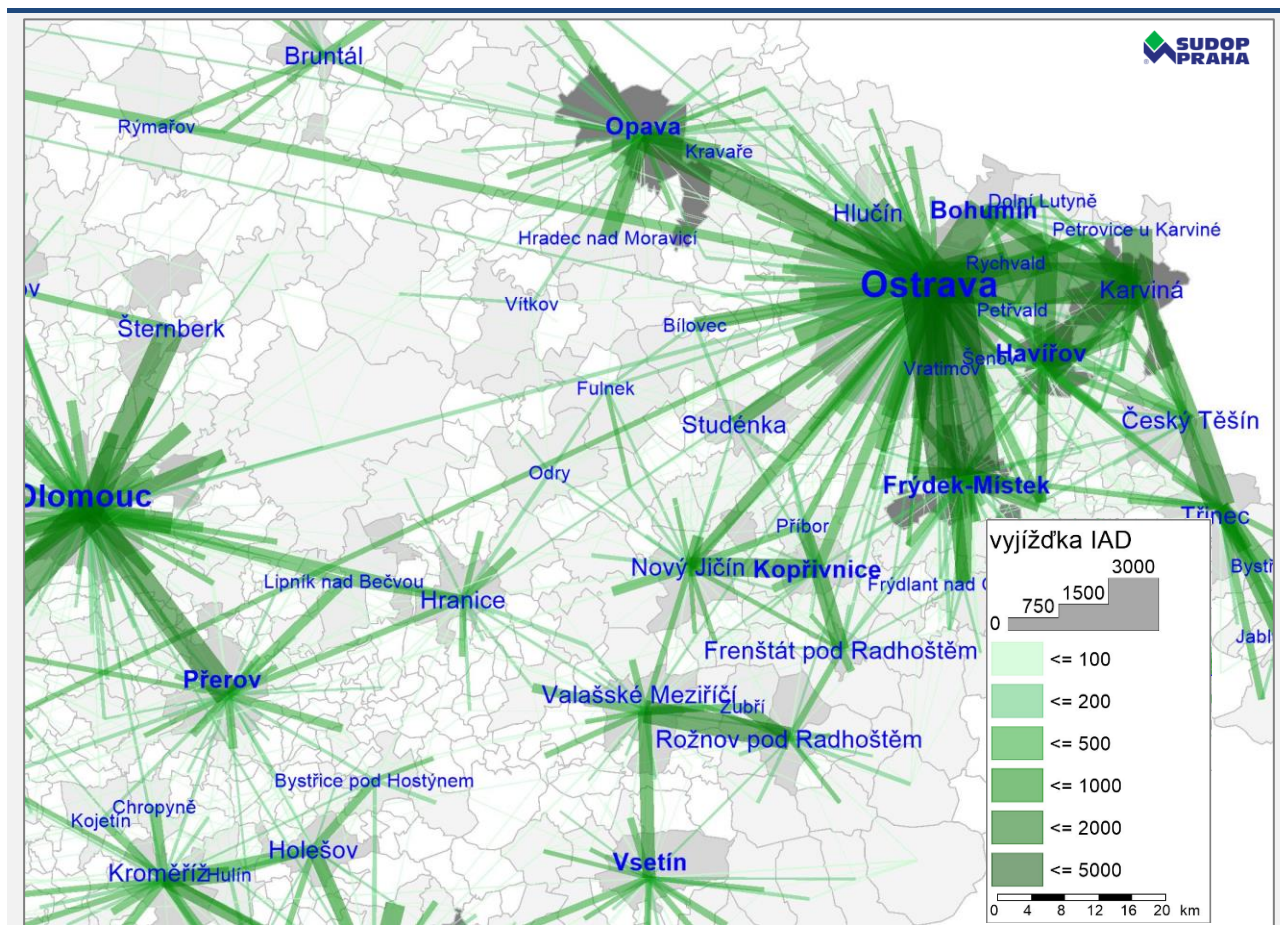 SUDOP
PRAHA
Bruntál
Rýmařov
Opava
Kravaře
Hlučín
Bohumín
Dolní Lutyně
Petrovice u Karviné
Hradec nad Moravicí
Rychvald
Ostrava
Karviná
ov
Vítkov
Petřvald
Šternberk
Bílovec
Šenov
Havířov
Vratimov
Fulnek
Studénka
Český Těšín
Odry
Olomouc
Frýdek-Místek
Příbor
Třinec
vyjížďka IAD
Nový Jičín
Kopřivnice
Frýdlant nad O
Bystř
Lipník nad Bečvou
Hranice
3000
1500
750
0
Jabl
Frenštát pod Radhoštěm
<= 100
Přerov
Valašské Meziříčí
Zubří
<= 200
Rožnov pod Radhoštěm
<= 500
Bystřice pod Hostýnem
<= 1000
Chropyně
Kojetín
<= 2000
Holešov
Vsetín
Kroměříž
Hulín
<= 5000
0 4 8 12 16 20 km